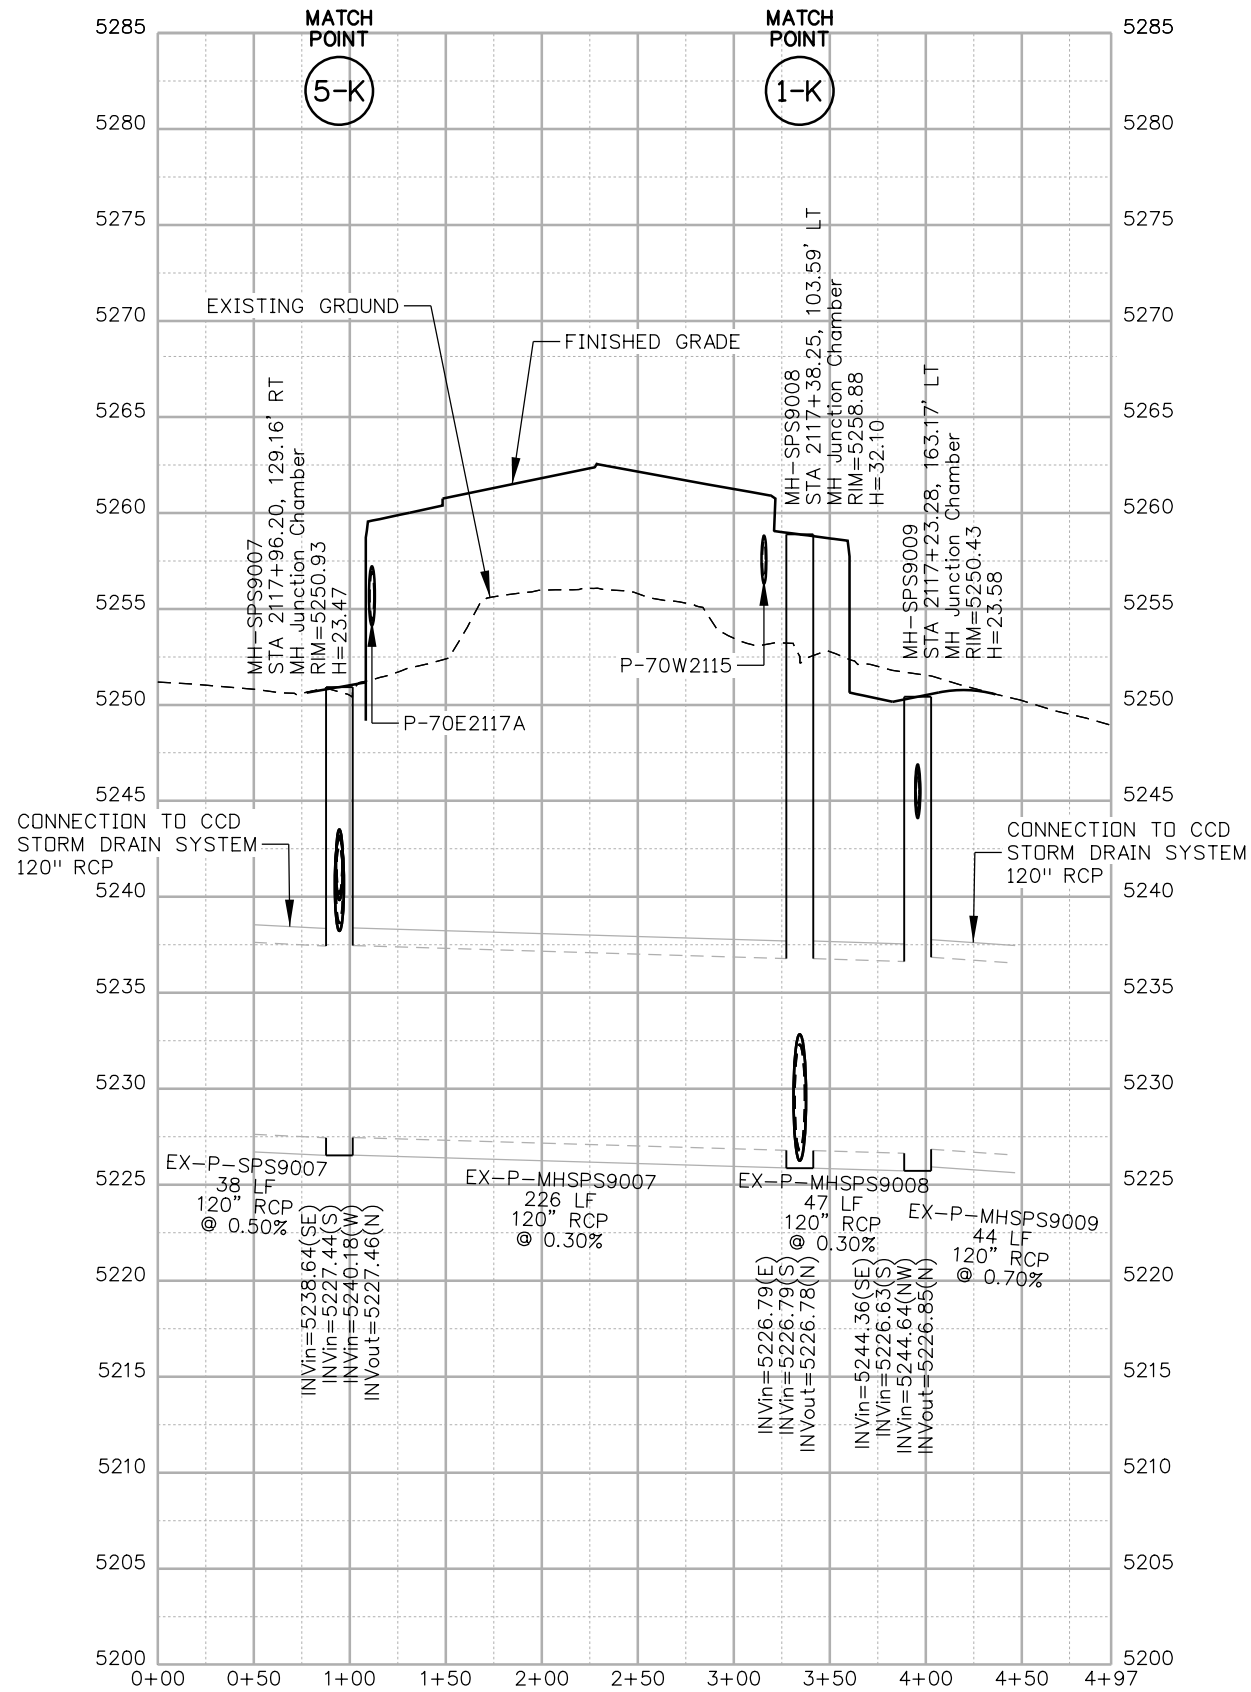 MATCH
POINT
5-K
MATCH
POINT
1-K
5285
5285
5280
5280
5275
5275
5270
5270
5265
5265
5260
5260
5255
5255
5250
5250
5245
5245
5240
5240
5235
5235
5230
5230
5225
5225
5220
5220
5215
5215
5210
5210
5205
5205
5200
5200
EXISTING GROUND
FINISHED GRADE
MH-SPS9007
STA 2117+96.20, 129.16' RT
MH Junction Chamber
RIM=5250.93
H=23.47
MH-SPS9008
STA 2117+38.25, 103.59' LT
MH Junction Chamber
RIM=5258.88
H=32.10
MH-SPS9009
STA 2117+23.28, 163.17' LT
MH Junction Chamber
RIM=5250.43
H=23.58
P-70W2115
P-70E2117A
CONNECTION TO CCD
STORM DRAIN SYSTEM
120" RCP
CONNECTION TO CCD
STORM DRAIN SYSTEM
120" RCP
EX-P-SPS9007
38 LF
120" RCP
@ 0.50%
EX-P-MHSPS9007
226 LF
120" RCP
@ 0.30%
EX-P-MHSPS9008
47 LF
120" RCP
@ 0.30%
EX-P-MHSPS9009
44 LF
120" RCP
@ 0.70%
INVin=5238.64(SE)
INVin=5227.44(S)
INVin=5240.18(W)
INVout=5227.46(N)
INVin=5226.79(E)
INVin=5226.79(S)
INVout=5226.78(N)
INVin=5244.36(SE)
INVin=5226.63(S)
INVin=5244.64(NW)
INVout=5226.85(N)
0+00
0+50
1+00
1+50
2+00
2+50
3+00
3+50
4+00
4+50
4+97